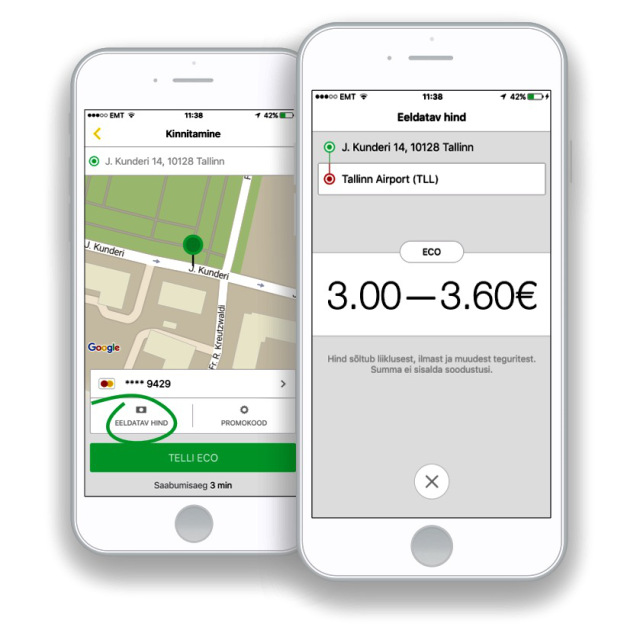 EMT
11:38
42%
Kinnitamine
J. Kunderi 14, 10128 Tallinn
J. Kunderi
J. Kunderi
Fr. R. Kreutzwaldi
Google
**** 9429
EELDATAV HIND
PROMOKOOD
TELLI ECO
Saabumisaeg 3 min
EMT
11:38
42%
Eeldatav hind
J. Kunderi 14, 10128 Tallinn
Tallinn Airport (TLL)
ECO
3.00—3.60€
Hind sõltub liiklusest, ilmast ja muudest teguritest.
Summa ei sisalda soodustusi.